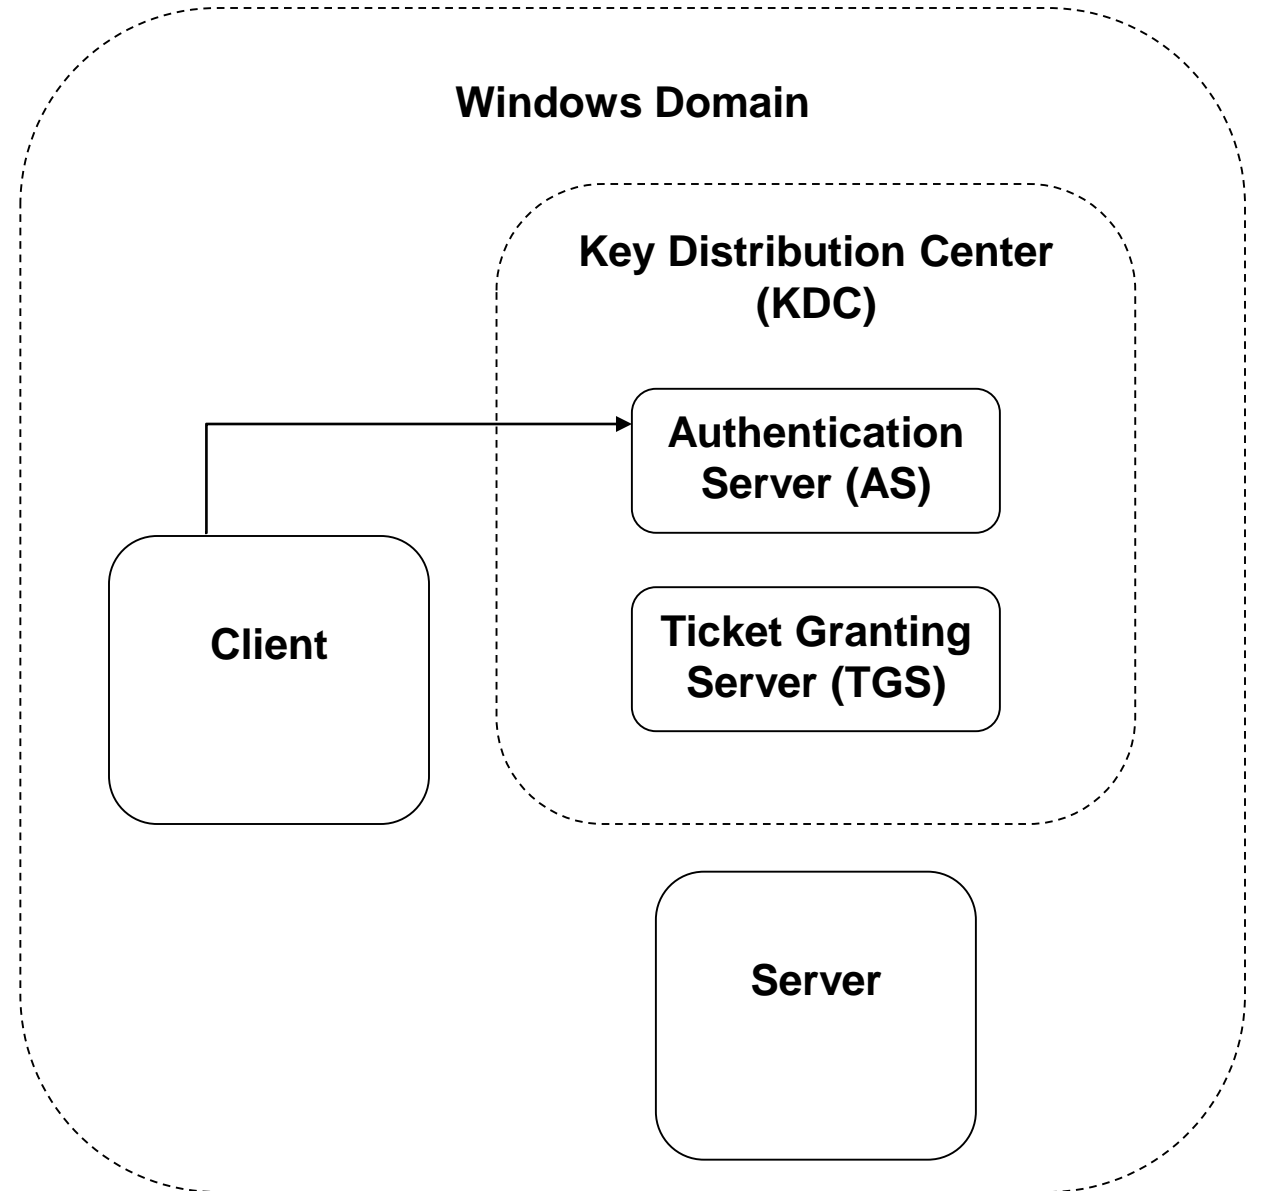 Windows Domain
Key Distribution Center
(KDC)
Authentication
Server (AS)
Client
Ticket Granting
Server (TGS)
Server